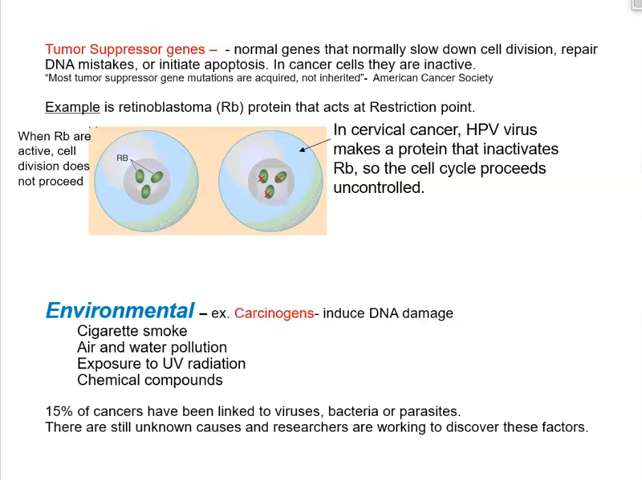 Tumor Suppressor genes – - normal genes that normally slow down cell division, repair
DNA mistakes, or initiate apoptosis. In cancer cells they are inactive.
“Most tumor suppressor gene mutations are acquired, not inherited”- American Cancer Society
Example is retinoblastoma (Rb) protein that acts at Restriction point.
When Rb are
active, cell
division does
not proceed
RB
In cervical cancer, HPV virus
makes a protein that inactivates
Rb, so the cell cycle proceeds
uncontrolled.
Environmental – ex. Carcinogens- induce DNA damage
Cigarette smoke
Air and water pollution
Exposure to UV radiation
Chemical compounds
15% of cancers have been linked to viruses, bacteria or parasites.
There are still unknown causes and researchers are working to discover these factors.